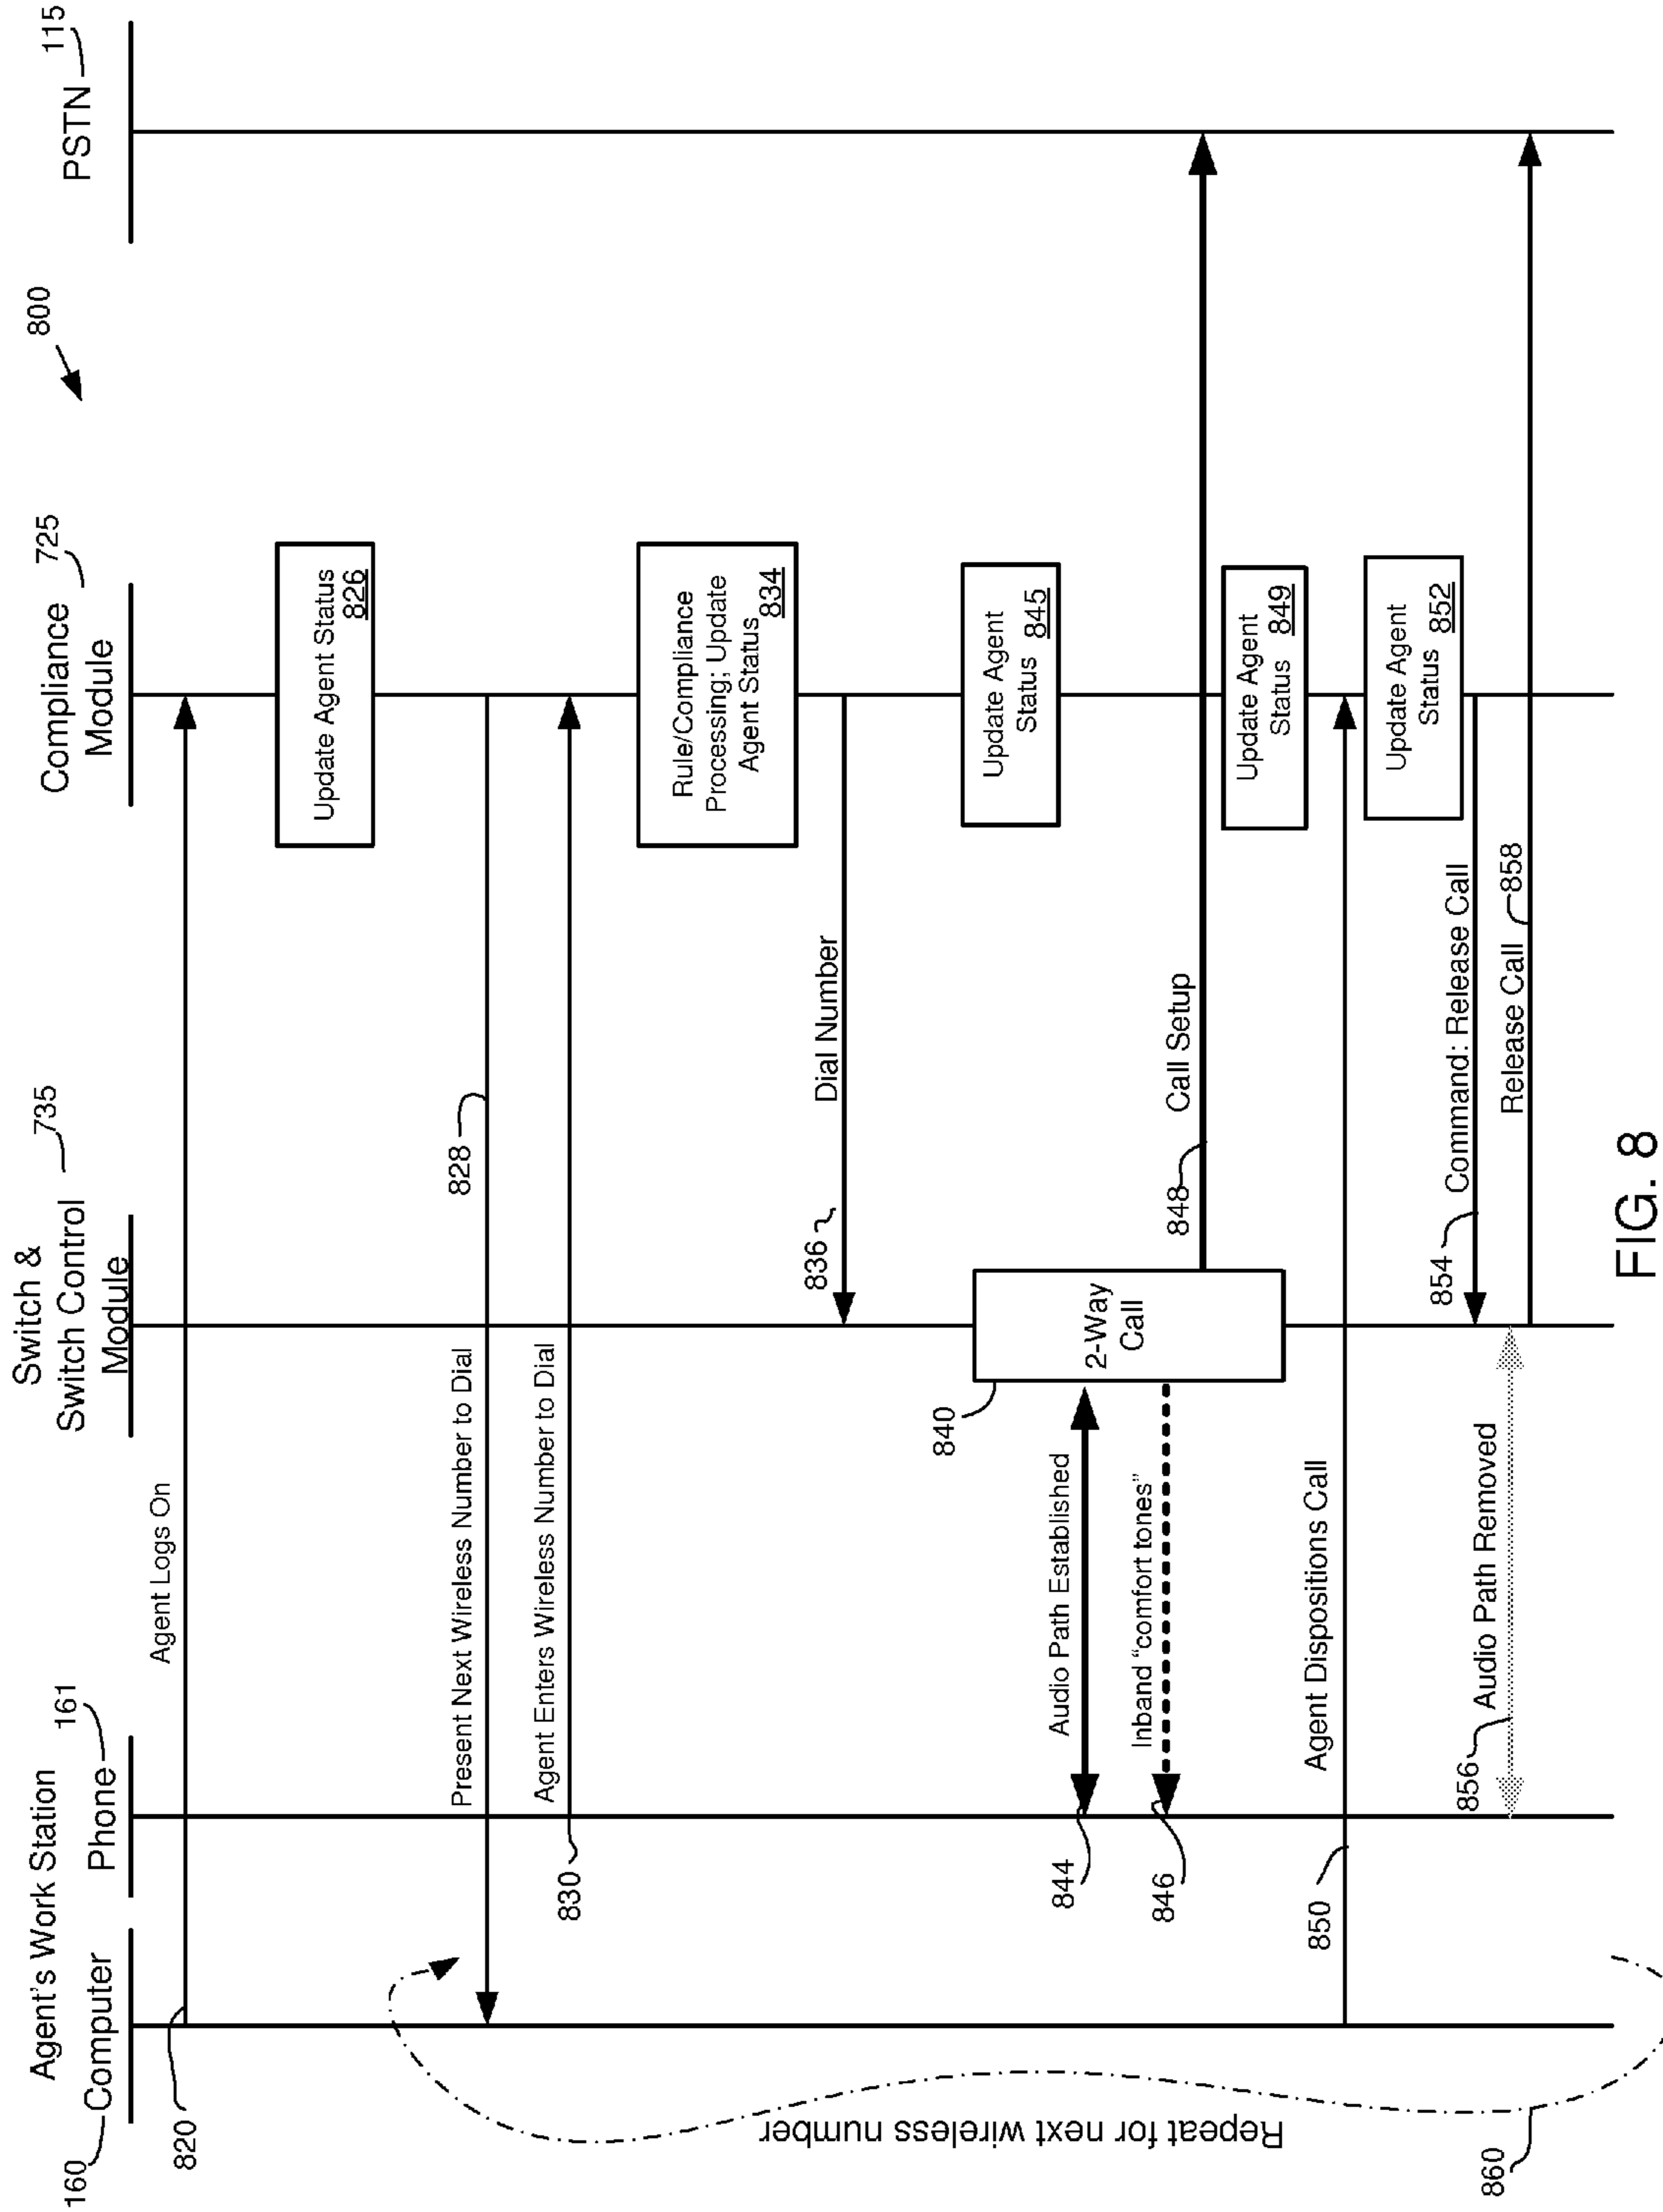 800
Agent's Work Station
160
Computer
Phone
161
Switch &
Switch Control
Module
735
Compliance
Module
725
PSTN
115
820
Agent Logs On
Update Agent Status
826
Present Next Wireless Number to Dial
828
830
Agent Enters Wireless Number to Dial
Rule/Compliance
Processing; Update
Agent Status
834
836
Dial Number
840
2-Way
Call
844
Audio Path Established
Update Agent
Status 845
846
Inband "comfort tones"
848
Call Setup
Update Agent
Status 849
850
Agent Dispositions Call
Update Agent
Status 852
854
Command: Release Call
856
Audio Path Removed
Release Call
858
860
Repeat for next wireless number
FIG. 8